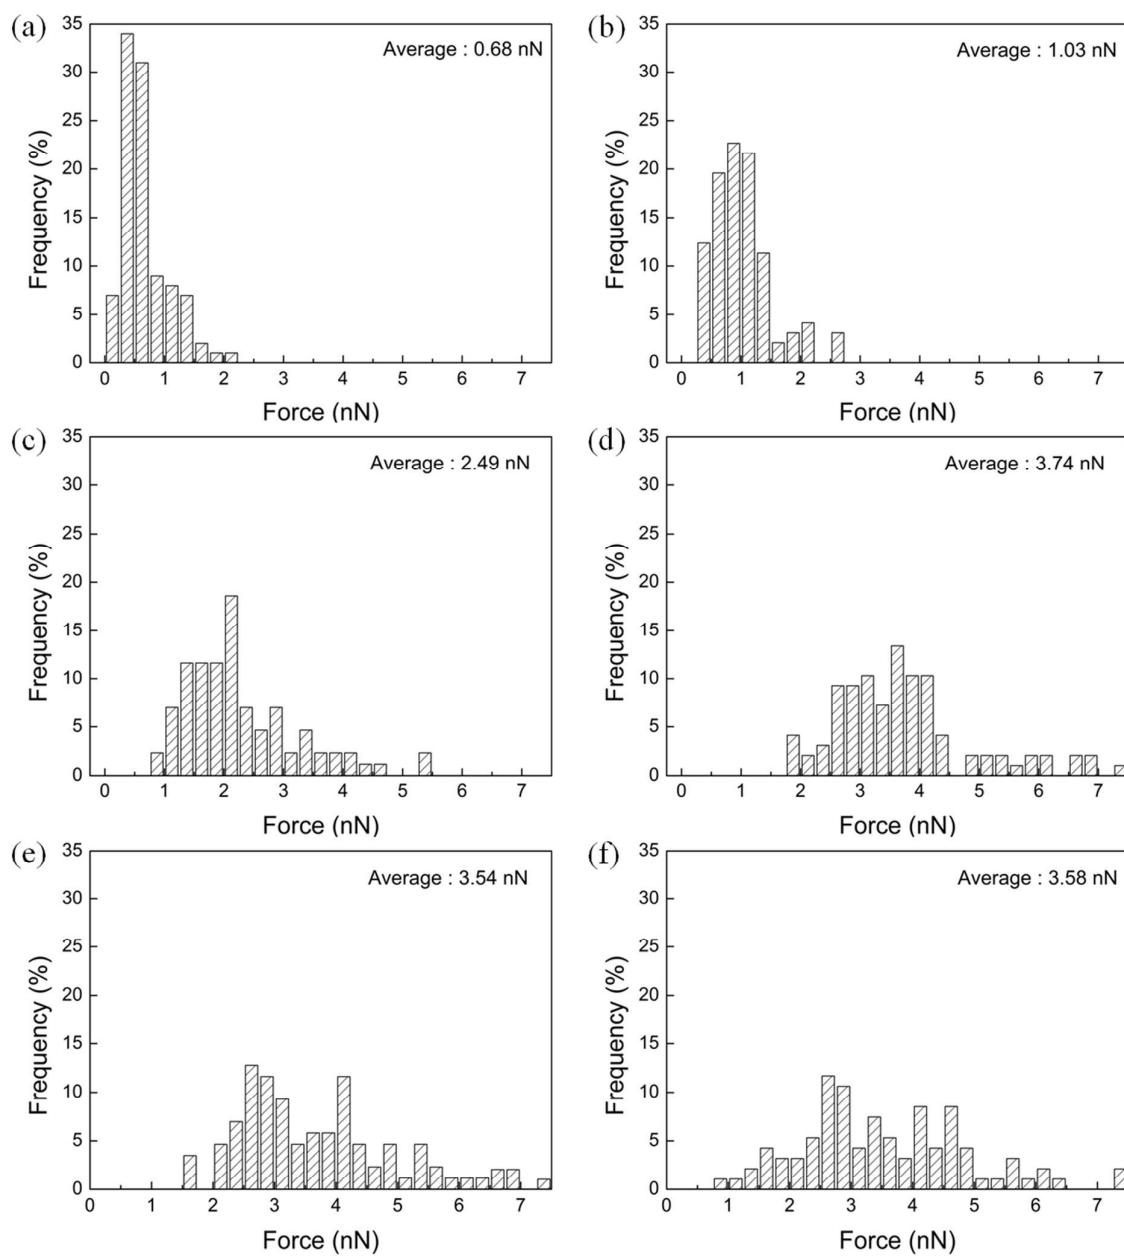 (a)
Average : 0.68 nN
35
30
25
20
15
10
5
0
Frequency (%)
0 1 2 3 4 5 6 7
Force (nN)
(b)
Average : 1.03 nN
35
30
25
20
15
10
5
0
Frequency (%)
0 1 2 3 4 5 6 7
Force (nN)
(c)
Average : 2.49 nN
35
30
25
20
15
10
5
0
Frequency (%)
0 1 2 3 4 5 6 7
Force (nN)
(d)
Average : 3.74 nN
35
30
25
20
15
10
5
0
Frequency (%)
0 1 2 3 4 5 6 7
Force (nN)
(e)
Average : 3.54 nN
35
30
25
20
15
10
5
0
Frequency (%)
0 1 2 3 4 5 6 7
Force (nN)
(f)
Average : 3.58 nN
35
30
25
20
15
10
5
0
Frequency (%)
0 1 2 3 4 5 6 7
Force (nN)